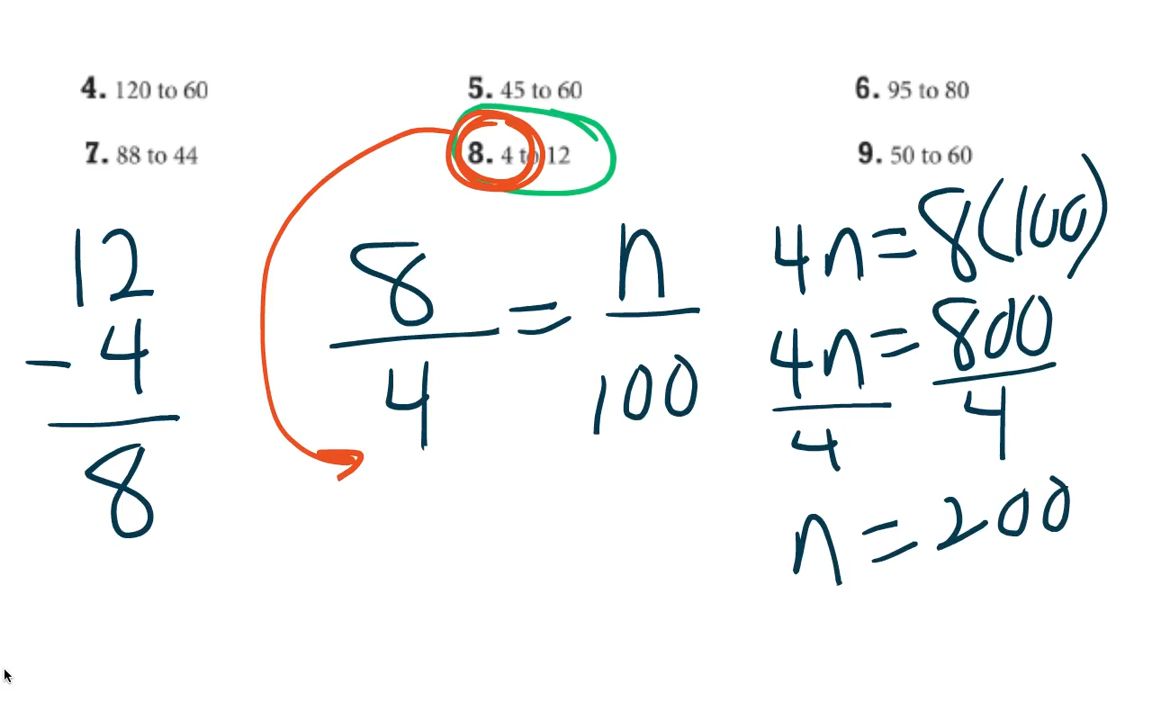 4. 120 to 60
5. 45 to 60
6. 95 to 80
7. 88 to 44
8. 4 to 12
9. 50 to 60
12
- 4
8
8/4 = n/100
4n = 8(100)
4n/4 = 800/4
n = 200